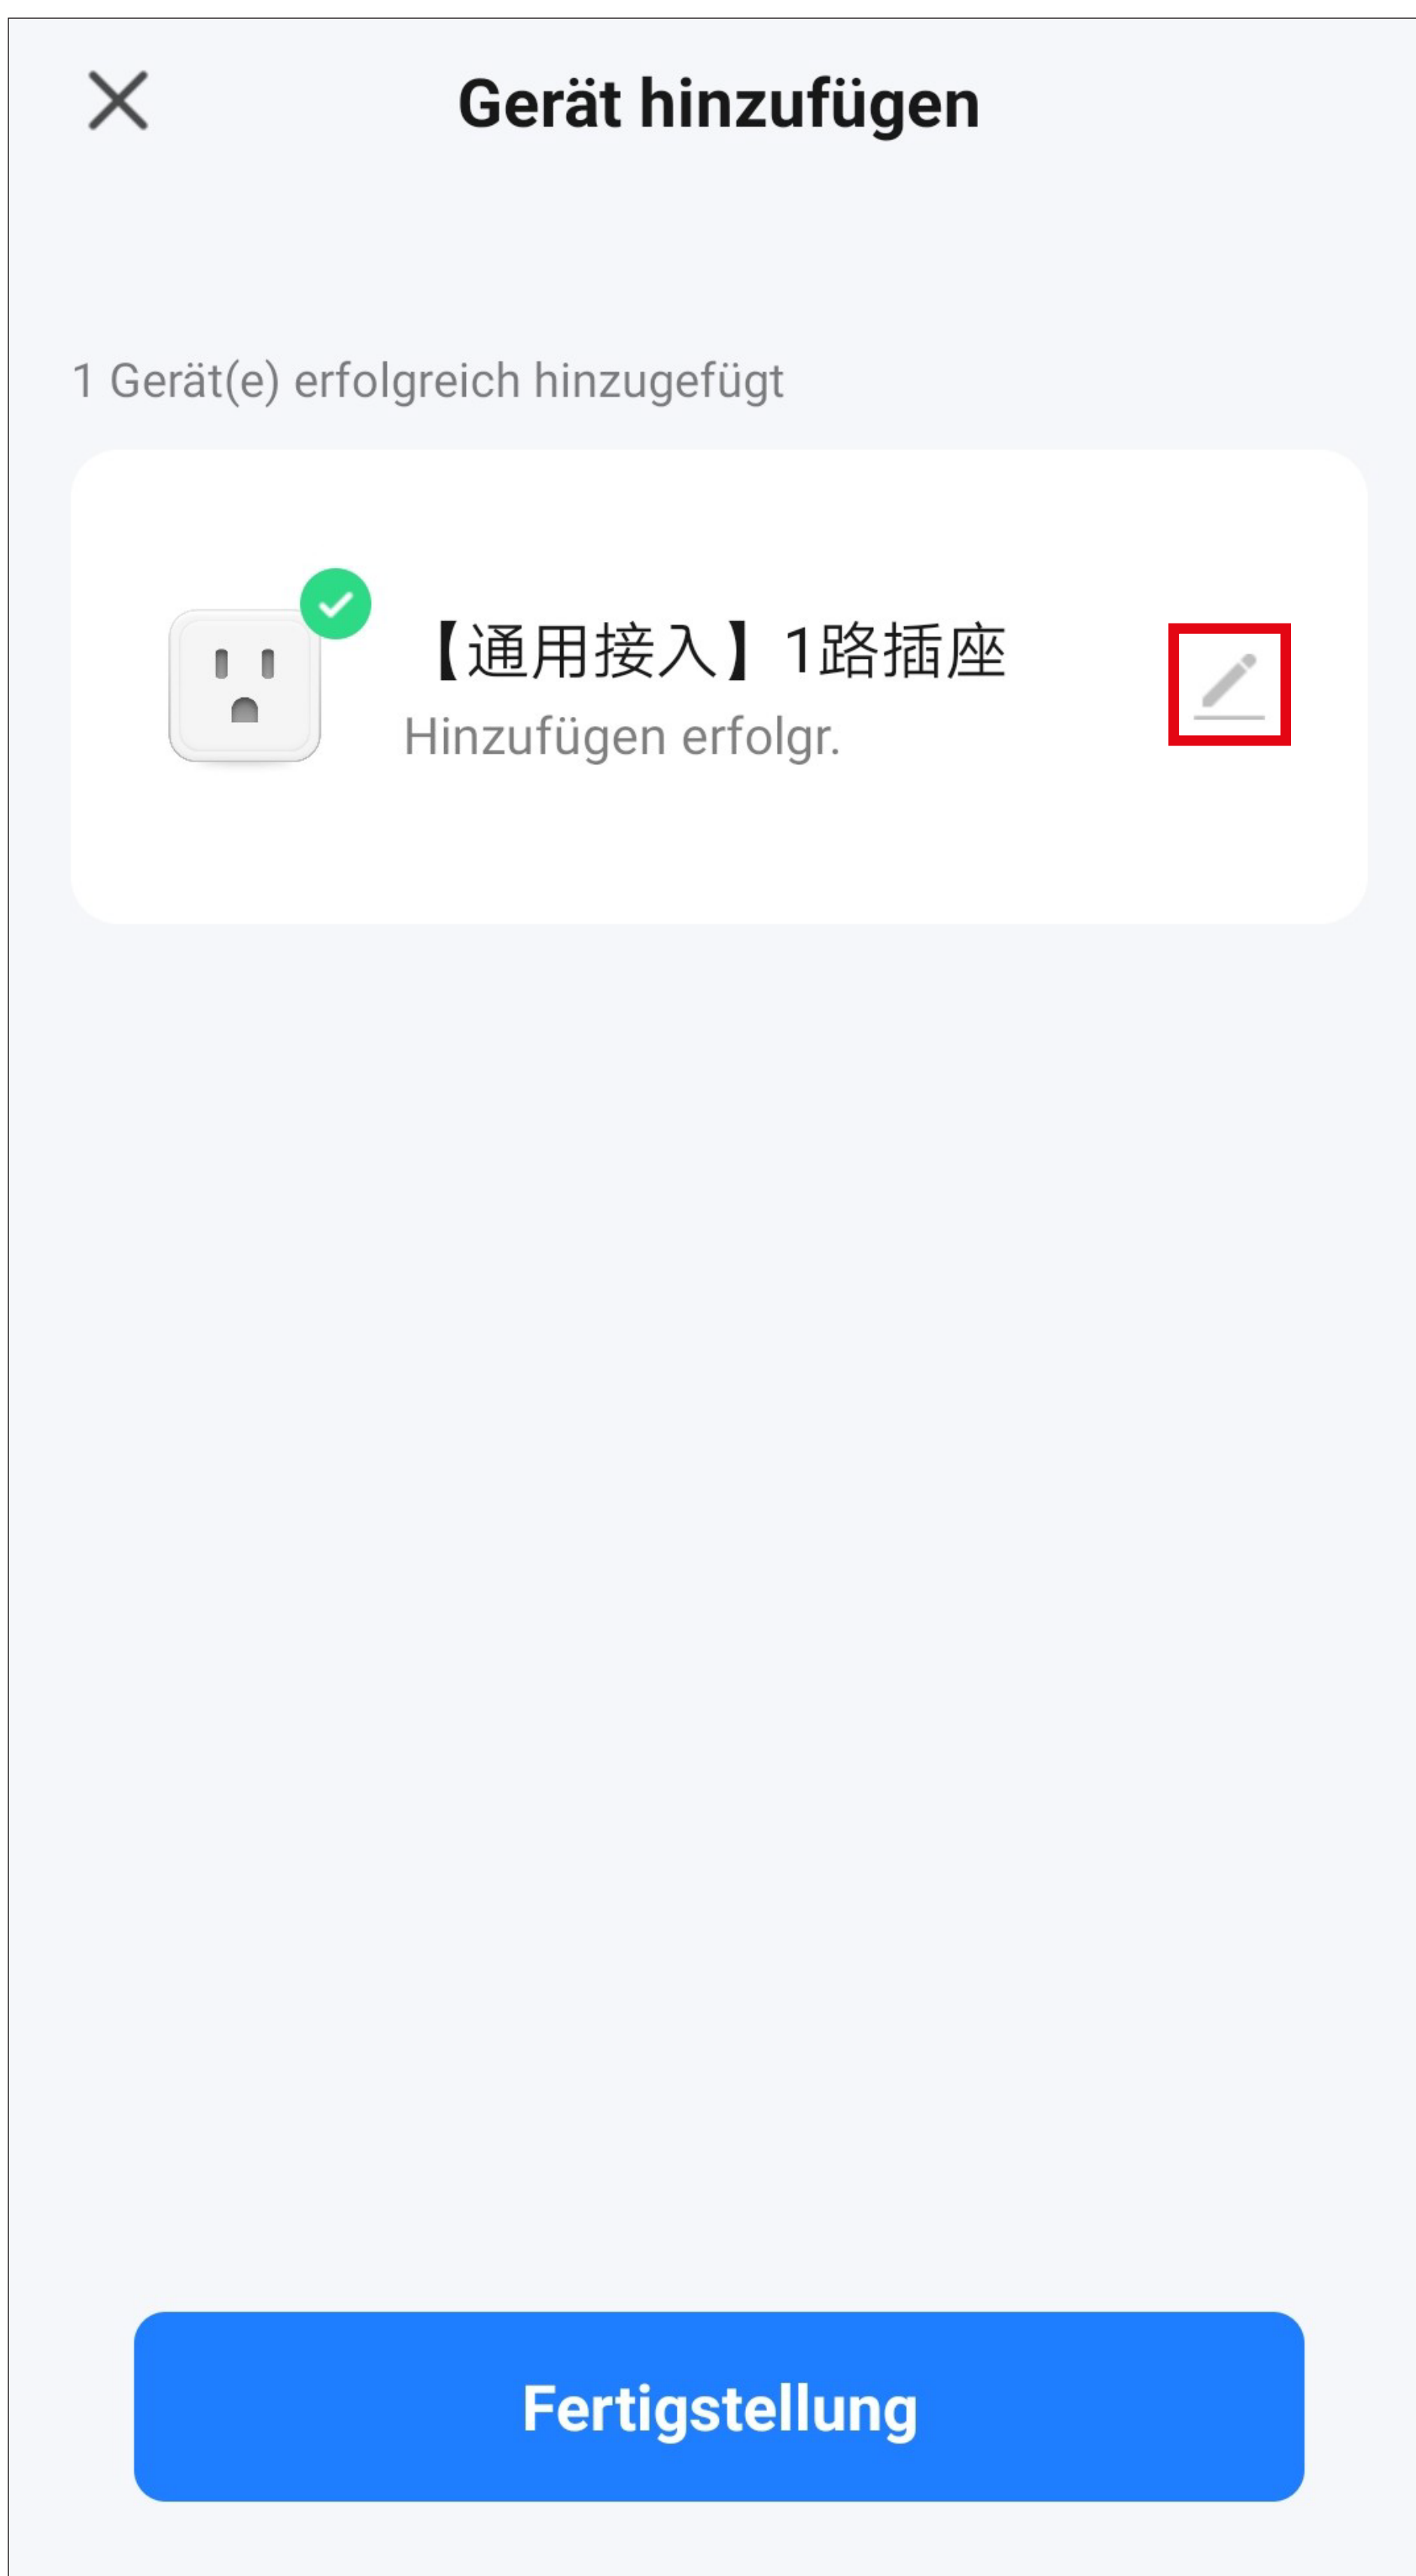 Gerät hinzufügen
1 Gerät(e) erfolgreich hinzugefügt
【通用接入】1路插座
Hinzufügen erfolgr.
Fertigstellung